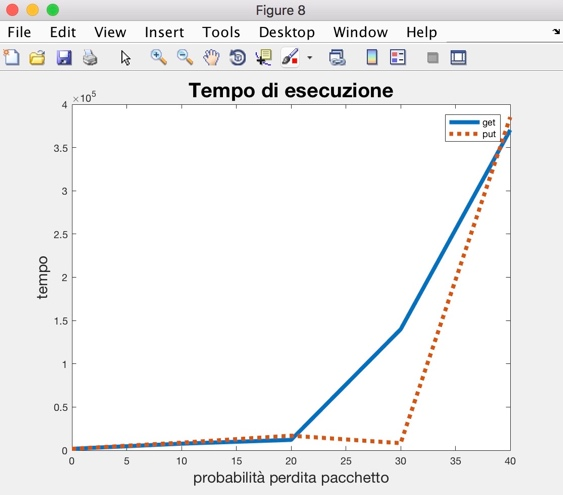 Figure 8
File Edit View Insert Tools Desktop Window Help
Tempo di esecuzione
×10⁵
4
3.5
3
2.5
2
1.5
1
0.5
0
tempo
get
put
0 5 10 15 20 25 30 35 40
probabilità perdita pacchetto